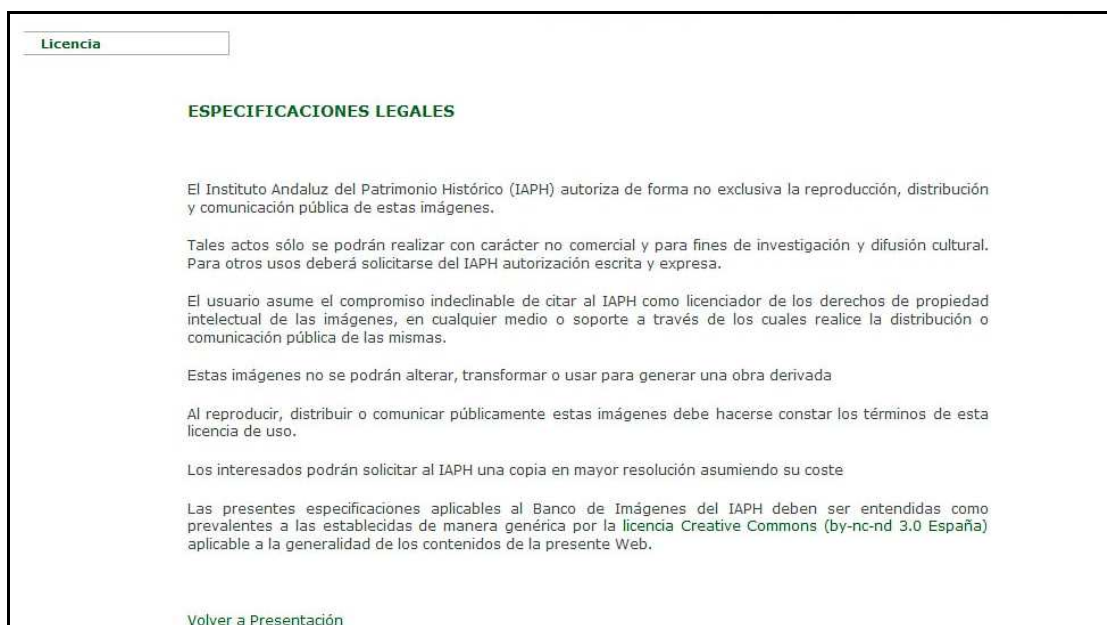 Licencia
ESPECIFICACIONES LEGALES
El Instituto Andaluz del Patrimonio Histórico (IAPH) autoriza de forma no exclusiva la reproducción, distribución
y comunicación pública de estas imágenes.
Tales actos sólo se podrán realizar con carácter no comercial y para fines de investigación y difusión cultural.
Para otros usos deberá solicitarse del IAPH autorización escrita y expresa.
El usuario asume el compromiso indeclinable de citar al IAPH como licenciador de los derechos de propiedad
intelectual de las imágenes, en cualquier medio o soporte a través de los cuales realice la distribución o
comunicación pública de las mismas.
Estas imágenes no se podrán alterar, transformar o usar para generar una obra derivada
Al reproducir, distribuir o comunicar públicamente estas imágenes debe hacerse constar los términos de esta
licencia de uso.
Los interesados podrán solicitar al IAPH una copia en mayor resolución asumiendo su coste
Las presentes especificaciones aplicables al Banco de Imágenes del IAPH deben ser entendidas como
prevalentes a las establecidas de manera genérica por la licencia Creative Commons (by-nc-nd 3.0 España)
aplicable a la generalidad de los contenidos de la presente Web.
Volver a Presentación